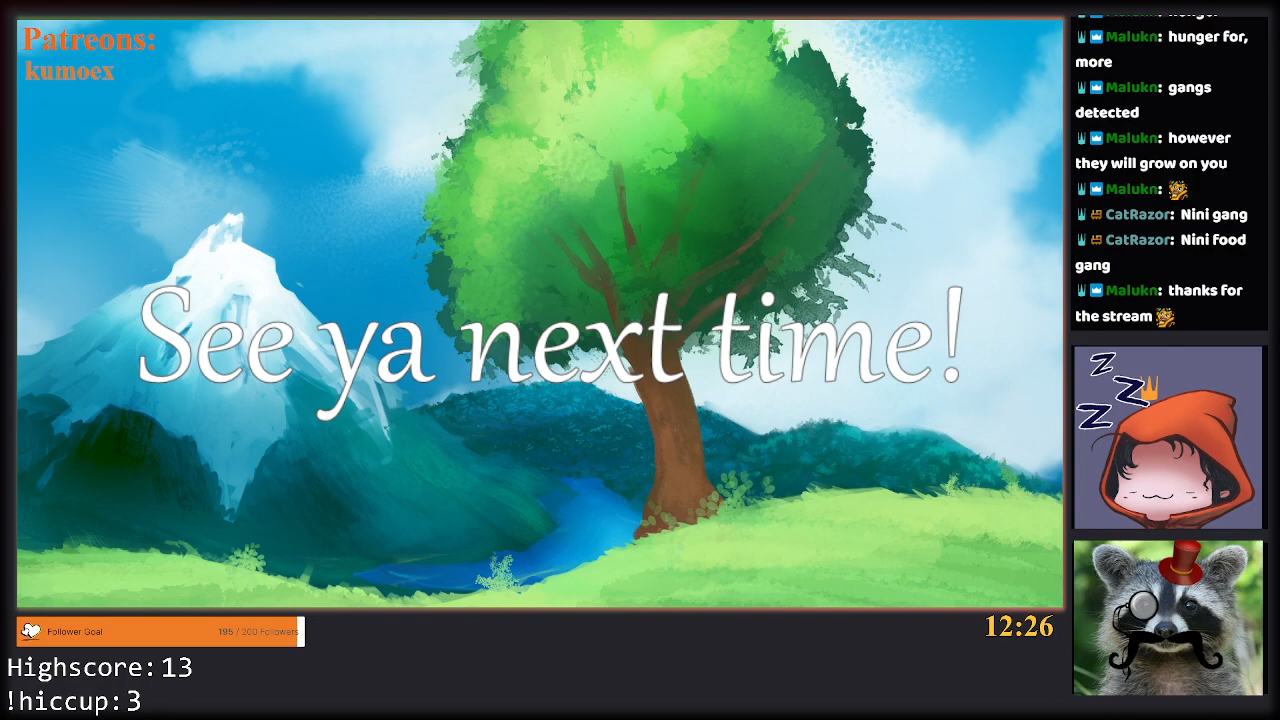 Patreons:
kumoex
See ya next time!
Malukn: hunger for,
more
Malukn: gangs
detected
Malukn: however
they will grow on you
Malukn:
CatRazor: Nini gang
CatRazor: Nini food
gang
Malukn: thanks for
the stream
Z
Z
Z
Follower Goal
195 / 200 Followers
12:26
Highscore: 13
!hiccup: 3